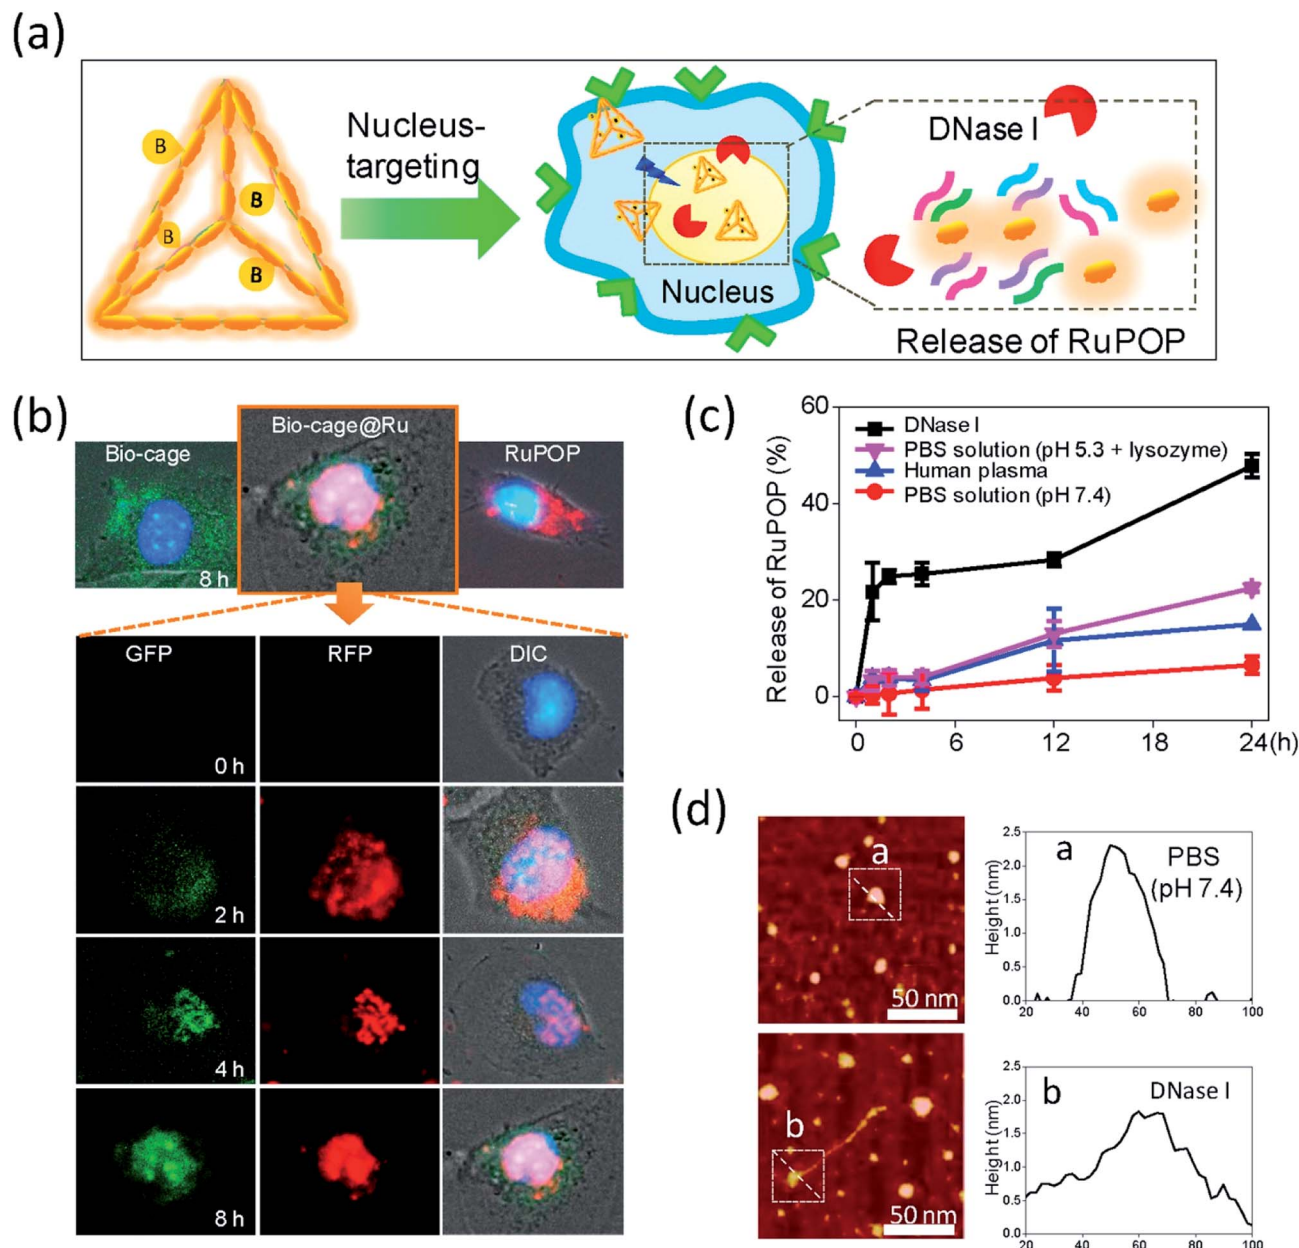 (a)
B
B
B
B
Nucleus-
targeting
Nucleus
DNase I
Release of RuPOP
(b)
Bio-cage
8 h
Bio-cage@Ru
RuPOP
GFP
RFP
DIC
0 h
2 h
4 h
8 h
(c)
Release of RuPOP (%)
60
40
20
0
DNase I
PBS solution (pH 5.3 + lysozyme)
Human plasma
PBS solution (pH 7.4)
0 6 12 18 24 (h)
(d)
a
50 nm
a
PBS
(pH 7.4)
Height (nm)
2.5
2.0
1.5
1.0
0.5
0.0
20 40 60 80 100
b
50 nm
b
DNase I
Height (nm)
2.5
2.0
1.5
1.0
0.5
0.0
20 40 60 80 100